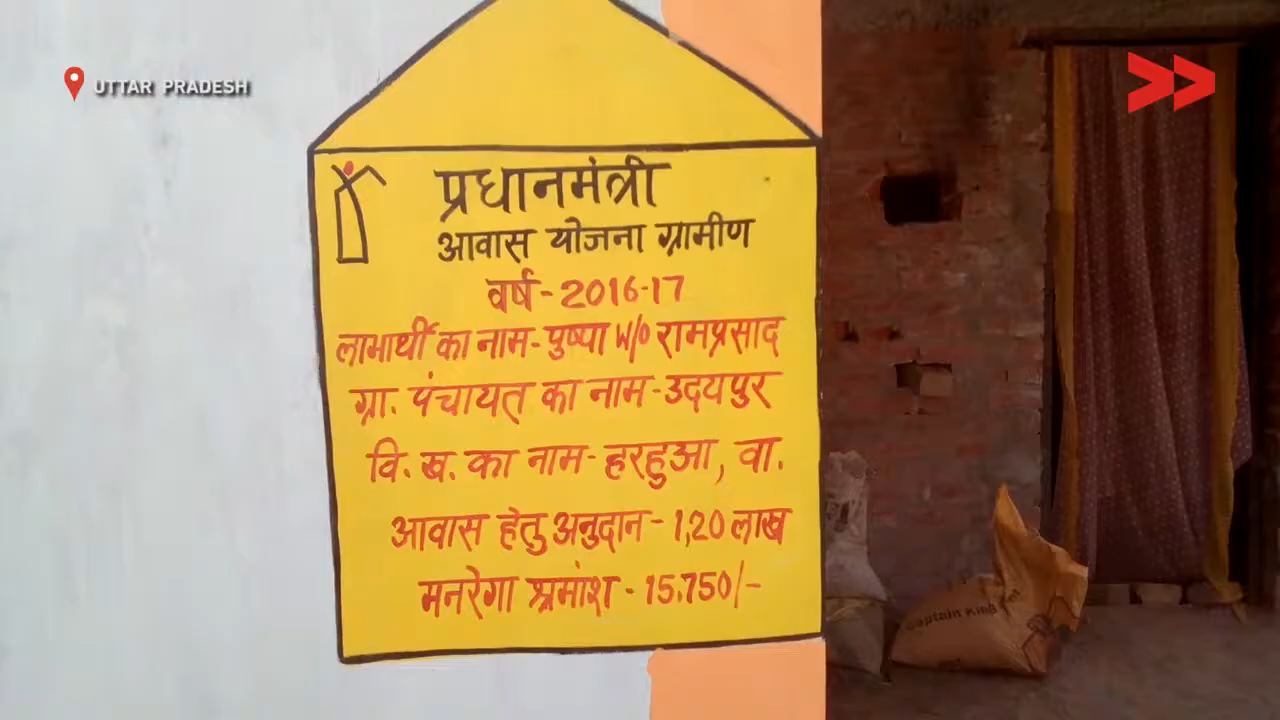 UTTAR PRADESH
प्रधानमंत्री
आवास योजना ग्रामीण
वर्ष-2016-17
लाभार्थी का नाम-पुष्पा W/O रामप्रसाद
ग्रा. पंचायत का नाम-उदयपुर
वि. ख. का नाम-हरहुआ, वा.
आवास हेतु अनुदान-1,20 लाख
मनरेगा श्रमांश-15.750/-
Captain